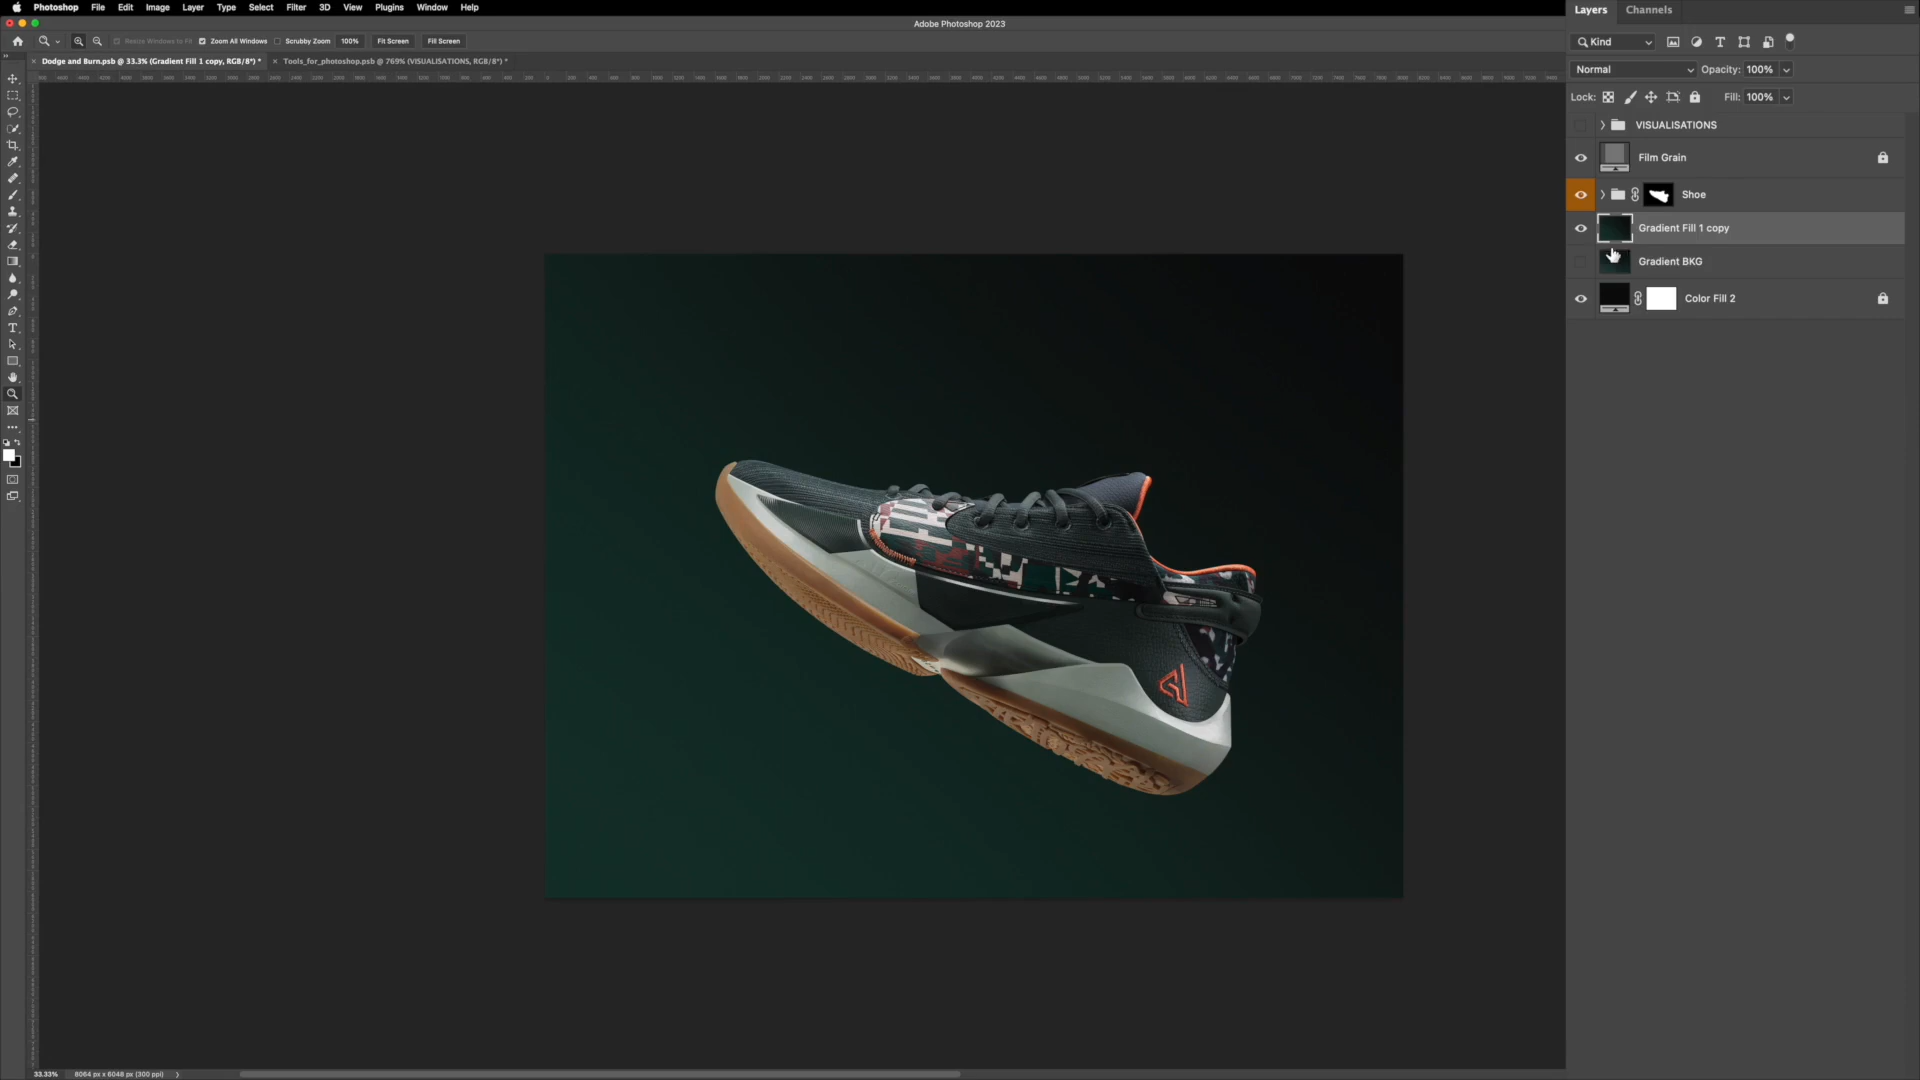 Photoshop File Edit Image Layer Type Select Filter 3D View Plugins Window Help
Adobe Photoshop 2023
Resize Windows to Fit Zoom All Windows Scrubby Zoom 100% Fit Screen Fill Screen
Dodge and Burn.psb @ 33.3% (Gradient Fill 1 copy, RGB/8*) *
Tools_for_photoshop.psb @ 769% (VISUALISATIONS, RGB/8*) *
Layers Channels
Kind
Normal Opacity: 100%
Lock: Fill: 100%
VISUALISATIONS
Film Grain
Shoe
Gradient Fill 1 copy
Gradient BKG
Color Fill 2
33.33% 8064 px x 6048 px (300 ppi)